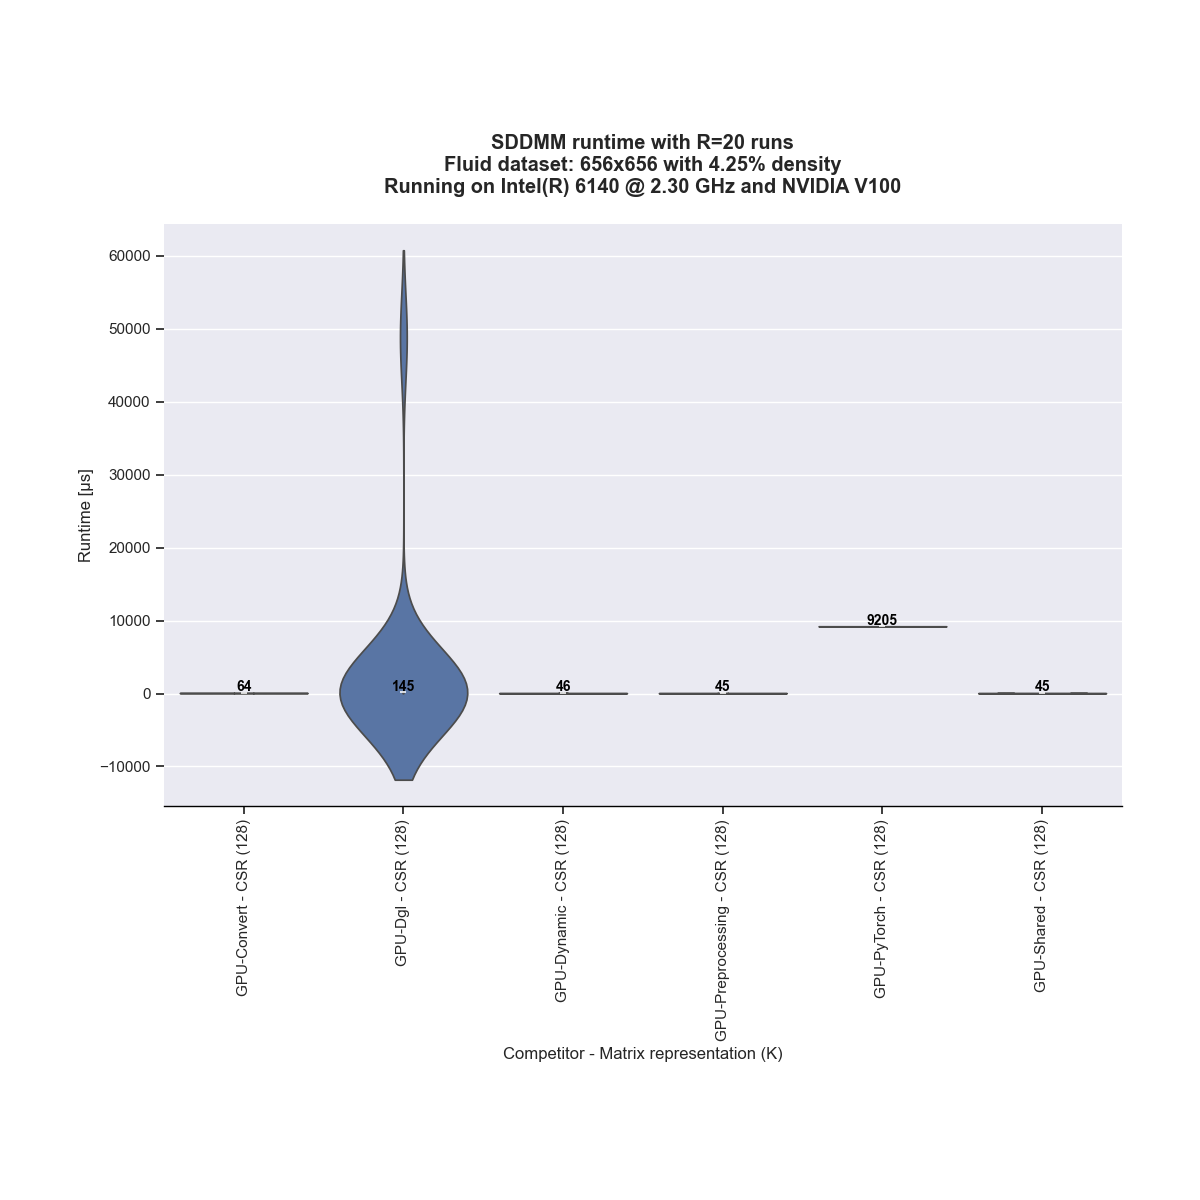 SDDMM runtime with R=20 runs
Fluid dataset: 656x656 with 4.25% density
Running on Intel(R) 6140 @ 2.30 GHz and NVIDIA V100
Runtime [μs]
60000
50000
40000
30000
20000
10000
0
−10000
64
145
46
45
9205
45
GPU-Convert - CSR (128)
GPU-Dgl - CSR (128)
GPU-Dynamic - CSR (128)
GPU-Preprocessing - CSR (128)
GPU-PyTorch - CSR (128)
GPU-Shared - CSR (128)
Competitor - Matrix representation (K)